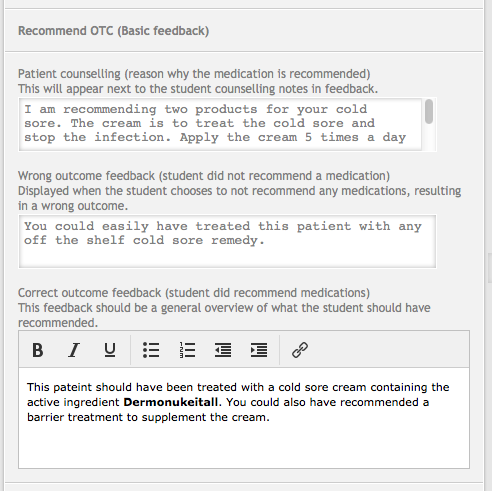 Recommend OTC (Basic feedback)
Patient counselling (reason why the medication is recommended)
This will appear next to the student counselling notes in feedback.
I am recommending two products for your cold
sore. The cream is to treat the cold sore and
stop the infection. Apply the cream 5 times a day
Wrong outcome feedback (student did not recommend a medication)
Displayed when the student chooses to not recommend any medications, resulting
in a wrong outcome.
You could easily have treated this patient with any
off the shelf cold sore remedy.
Correct outcome feedback (student did recommend medications)
This feedback should be a general overview of what the student should have
recommended.
B I U
This pateint should have been treated with a cold sore cream containing the
active ingredient Dermonukeitall. You could also have recommended a
barrier treatment to supplement the cream.